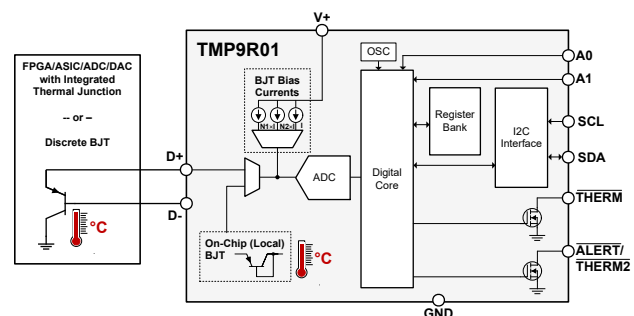 V+
TMP9R01
FPGA/ASIC/ADC/DAC
with Integrated
Thermal Junction
-- or –
Discrete BJT
°C
D+
D-
BJT Bias
Currents
N1•I N2•I I
ADC
On-Chip (Local)
BJT
°C
OSC
Digital
Core
Register
Bank
I2C
Interface
A0
A1
SCL
SDA
THERM
ALERT/
THERM2
GND